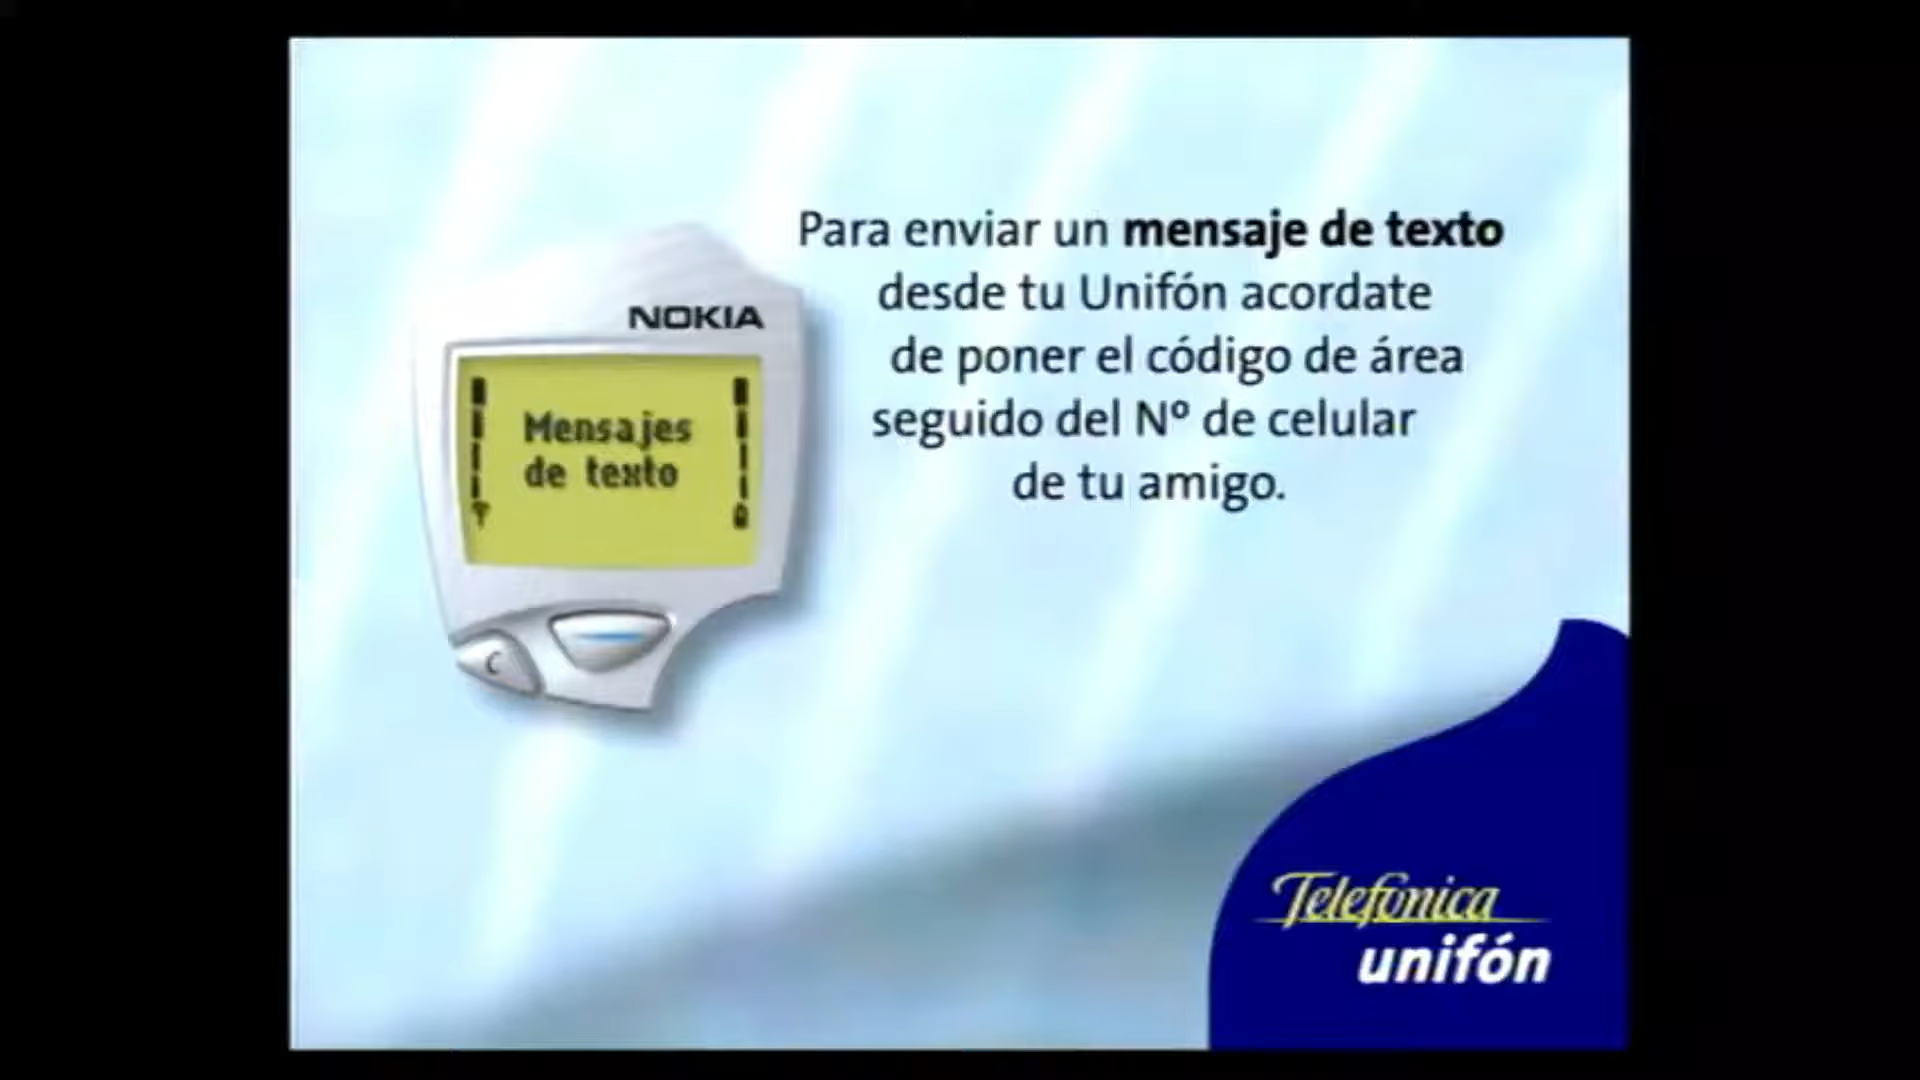 Para enviar un mensaje de texto
desde tu Unifón acordate
de poner el código de área
seguido del Nº de celular
de tu amigo.
NOKIA
Mensajes
de texto
C
Telefónica
unifón